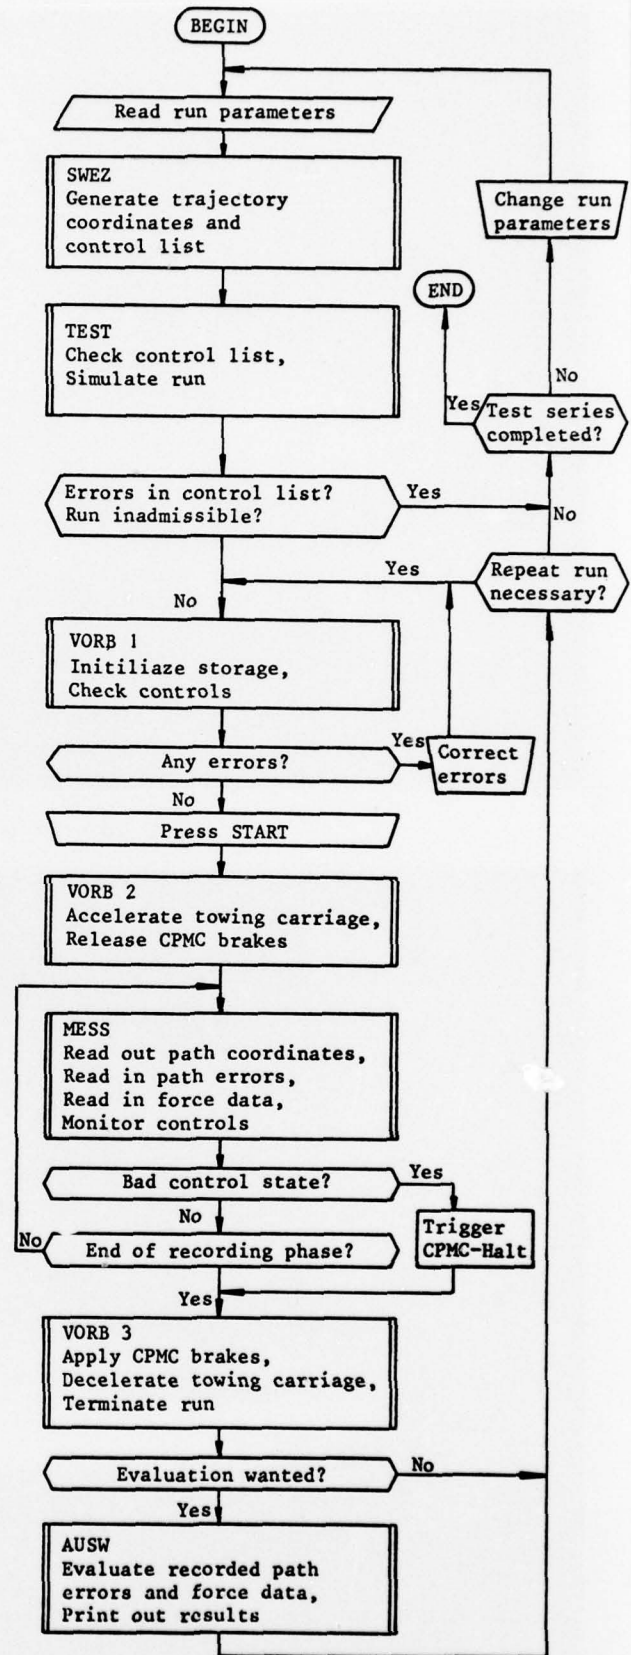 BEGIN
Read run parameters
SWEZ
Generate trajectory
coordinates and
control list
Change run
parameters
END
TEST
Check control list,
Simulate run
No
Yes
Test series
completed?
Errors in control list?
Run inadmissible?
Yes
No
Yes
Repeat run
necessary?
No
VORB 1
Initiliaze storage,
Check controls
Any errors?
Yes
Correct
errors
No
Press START
VORB 2
Accelerate towing carriage,
Release CPMC brakes
MESS
Read out path coordinates,
Read in path errors,
Read in force data,
Monitor controls
Bad control state?
Yes
No
Trigger
CPMC-Halt
No
End of recording phase?
Yes
VORB 3
Apply CPMC brakes,
Decelerate towing carriage,
Terminate run
Evaluation wanted?
No
Yes
AUSW
Evaluate recorded path
errors and force data,
Print out results